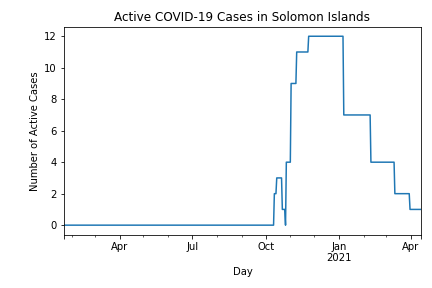 Active COVID-19 Cases in Solomon Islands
12
10
8
6
4
2
0
Number of Active Cases
Apr
Jul
Oct
Jan
2021
Apr
Day